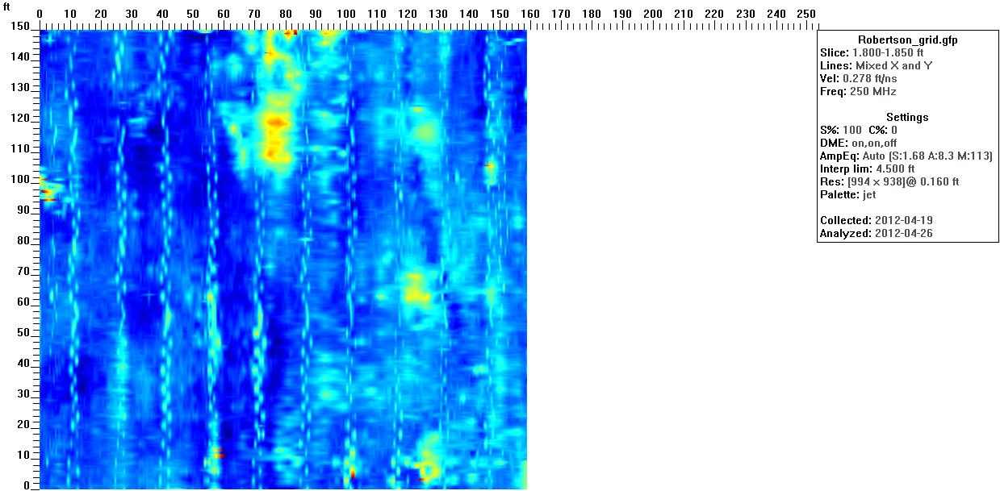 ft
0 10 20 30 40 50 60 70 80 90 100 110 120 130 140 150 160 170 180 190 200 210 220 230 240 250
150
140
130
120
110
100
90
80
70
60
50
40
30
20
10
0
Robertson_grid.gfp
Slice: 1.800-1.850 ft
Lines: Mixed X and Y
Vel: 0.278 ft/ns
Freq: 250 MHz
Settings
S%: 100 C%: 0
DME: on,on,off
AmpEq: Auto (S:1.68 A:8.3 M:113)
Interp lim: 4.500 ft
Res: [994 x 938]@ 0.160 ft
Palette: jet
Collected: 2012-04-19
Analyzed: 2012-04-26